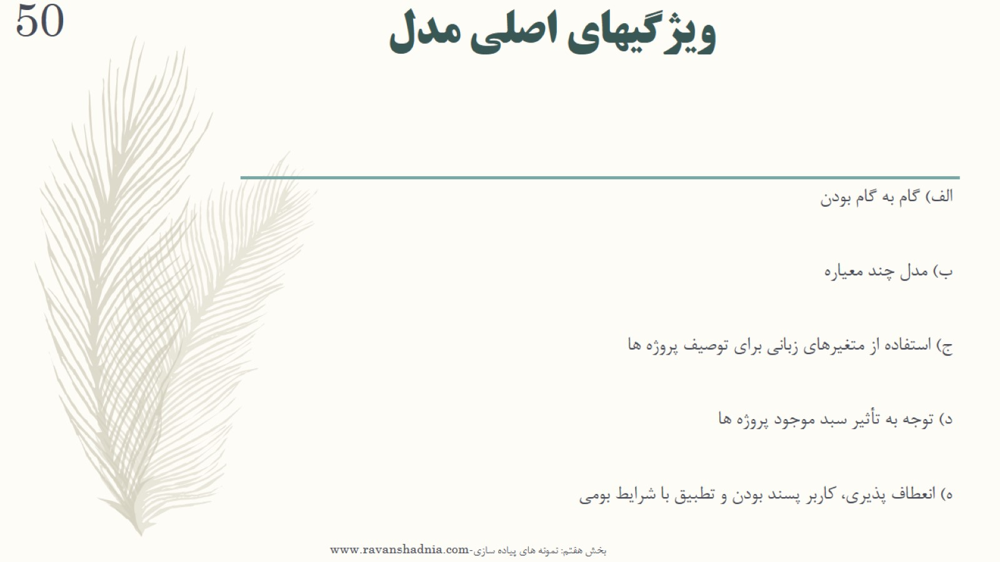 50
ویژگیهای اصلی مدل
الف) گام به گام بودن
ب) مدل چند معیاره
ج) استفاده از متغیرهای زبانی برای توصیف پروژه ها
د) توجه به تأثیر سبد موجود پروژه ها
ه) انعطاف پذیری، کاربر پسند بودن و تطبیق با شرایط بومی
بخش هفتم: نمونه های پیاده سازی-www.ravanshadnia.com